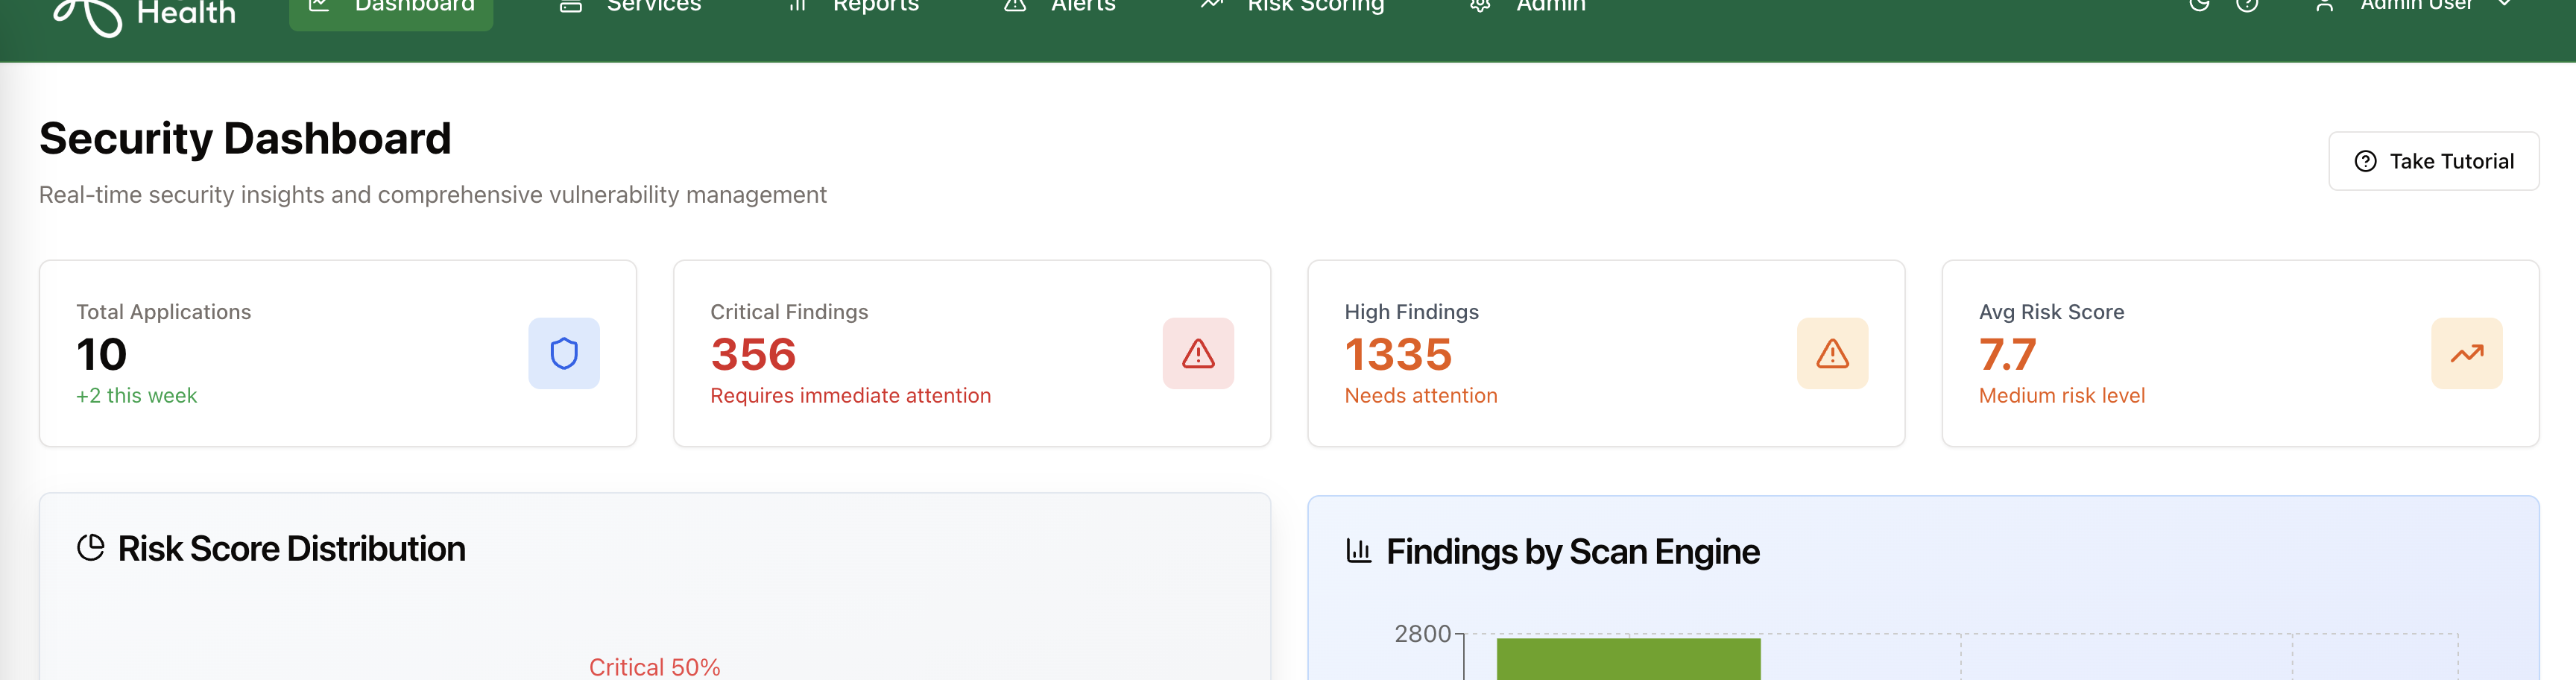 Health
Dashboard
Services
Reports
Alerts
Risk Scoring
Admin
Admin User
Security Dashboard
Real-time security insights and comprehensive vulnerability management
Take Tutorial
Total Applications
10
+2 this week
Critical Findings
356
Requires immediate attention
High Findings
1335
Needs attention
Avg Risk Score
7.7
Medium risk level
Risk Score Distribution
Critical 50%
Findings by Scan Engine
2800